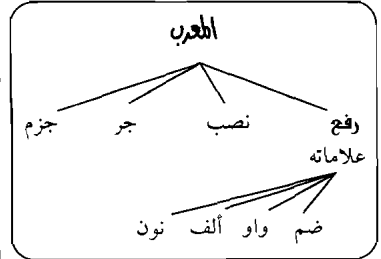 المعرب
رفع نصب جر جزم
علاماته
ضم واو ألف نون